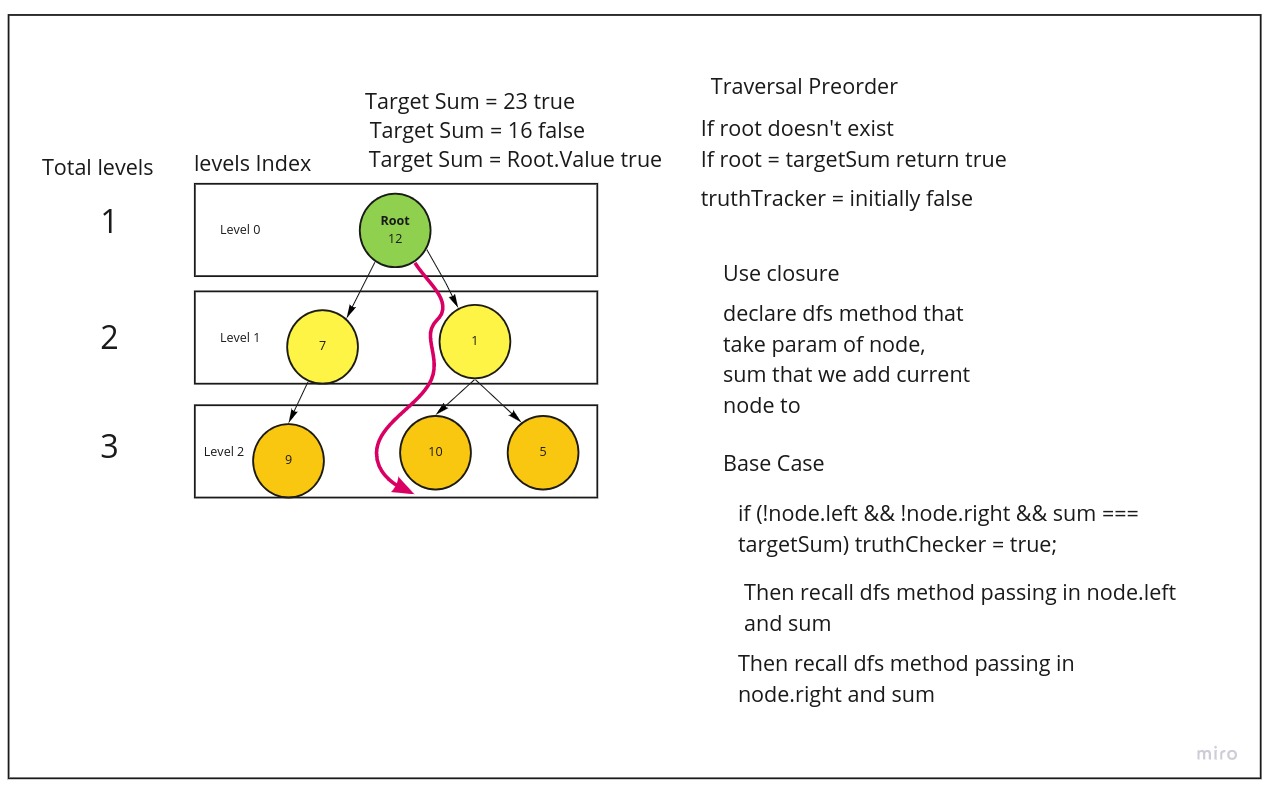 Target Sum = 23 true
Target Sum = 16 false
Target Sum = Root.Value true
Total levels
levels Index
1
Level 0
Root
12
2
Level 1
7
1
3
Level 2
9
10
5
Traversal Preorder
If root doesn't exist
If root = targetSum return true
truthTracker = initially false
Use closure
declare dfs method that
take param of node,
sum that we add current
node to
Base Case
if (!node.left && !node.right && sum ===
targetSum) truthChecker = true;
Then recall dfs method passing in node.left
and sum
Then recall dfs method passing in
node.right and sum
miro